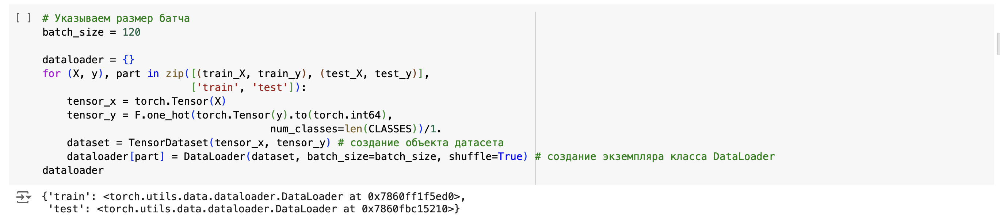 [ ] # Указываем размер батча
batch_size = 120

dataloader = {}
for (X, y), part in zip([(train_X, train_y), (test_X, test_y)],
                        ['train', 'test']):
    tensor_x = torch.Tensor(X)
    tensor_y = F.one_hot(torch.Tensor(y).to(torch.int64),
                                     num_classes=len(CLASSES))/1.
    dataset = TensorDataset(tensor_x, tensor_y) # создание объекта датасета
    dataloader[part] = DataLoader(dataset, batch_size=batch_size, shuffle=True) # создание экземпляра класса DataLoader
dataloader
{'train': <torch.utils.data.dataloader.DataLoader at 0x7860ff1f5ed0>,
 'test': <torch.utils.data.dataloader.DataLoader at 0x7860fbc15210>}